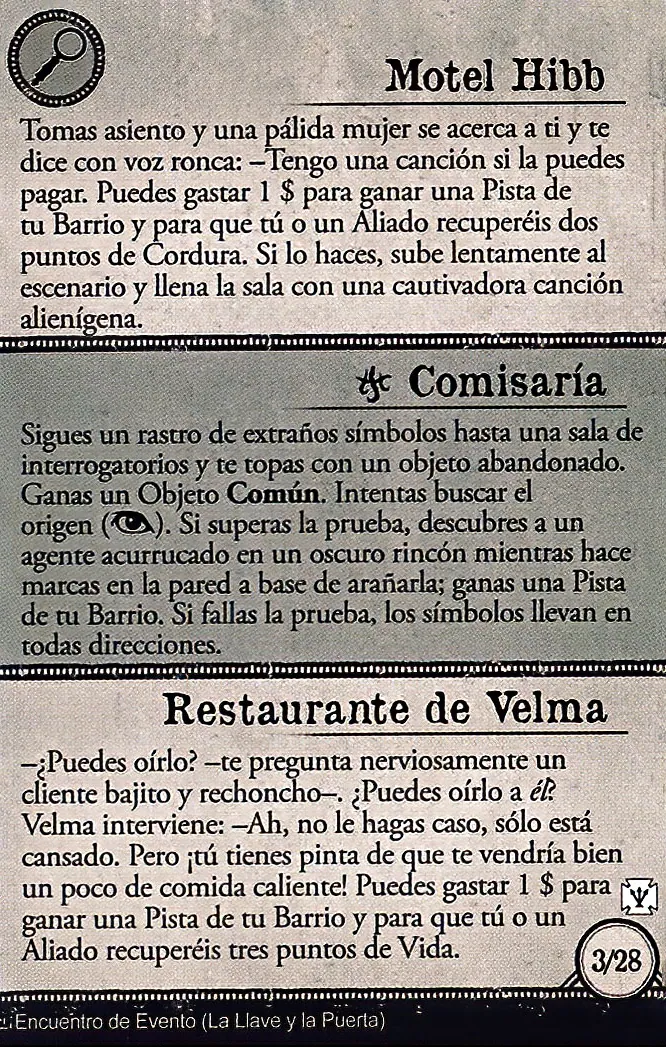 Motel Hibb
Tomas asiento y una pálida mujer se acerca a ti y te
dice con voz ronca: –Tengo una canción si la puedes
pagar. Puedes gastar 1 $ para ganar una Pista de
tu Barrio y para que tú o un Aliado recuperéis dos
puntos de Cordura. Si lo haces, sube lentamente al
escenario y llena la sala con una cautivadora canción
alienígena.
Comisaría
Sigues un rastro de extraños símbolos hasta una sala de
interrogatorios y te topas con un objeto abandonado.
Ganas un Objeto Común. Intentas buscar el
origen ( ). Si superas la prueba, descubres a un
agente acurrucado en un oscuro rincón mientras hace
marcas en la pared a base de arañarla; ganas una Pista
de tu Barrio. Si fallas la prueba, los símbolos llevan en
todas direcciones.
Restaurante de Velma
–¿Puedes oírlo? –te pregunta nerviosamente un
cliente bajito y rechoncho–. ¿Puedes oírlo a él?
Velma interviene: –Ah, no le hagas caso, sólo está
cansado. Pero ¡tú tienes pinta de que te vendría bien
un poco de comida caliente! Puedes gastar 1 $ para
ganar una Pista de tu Barrio y para que tú o un
Aliado recuperéis tres puntos de Vida.
3/28
Encuentro de Evento (La Llave y la Puerta)